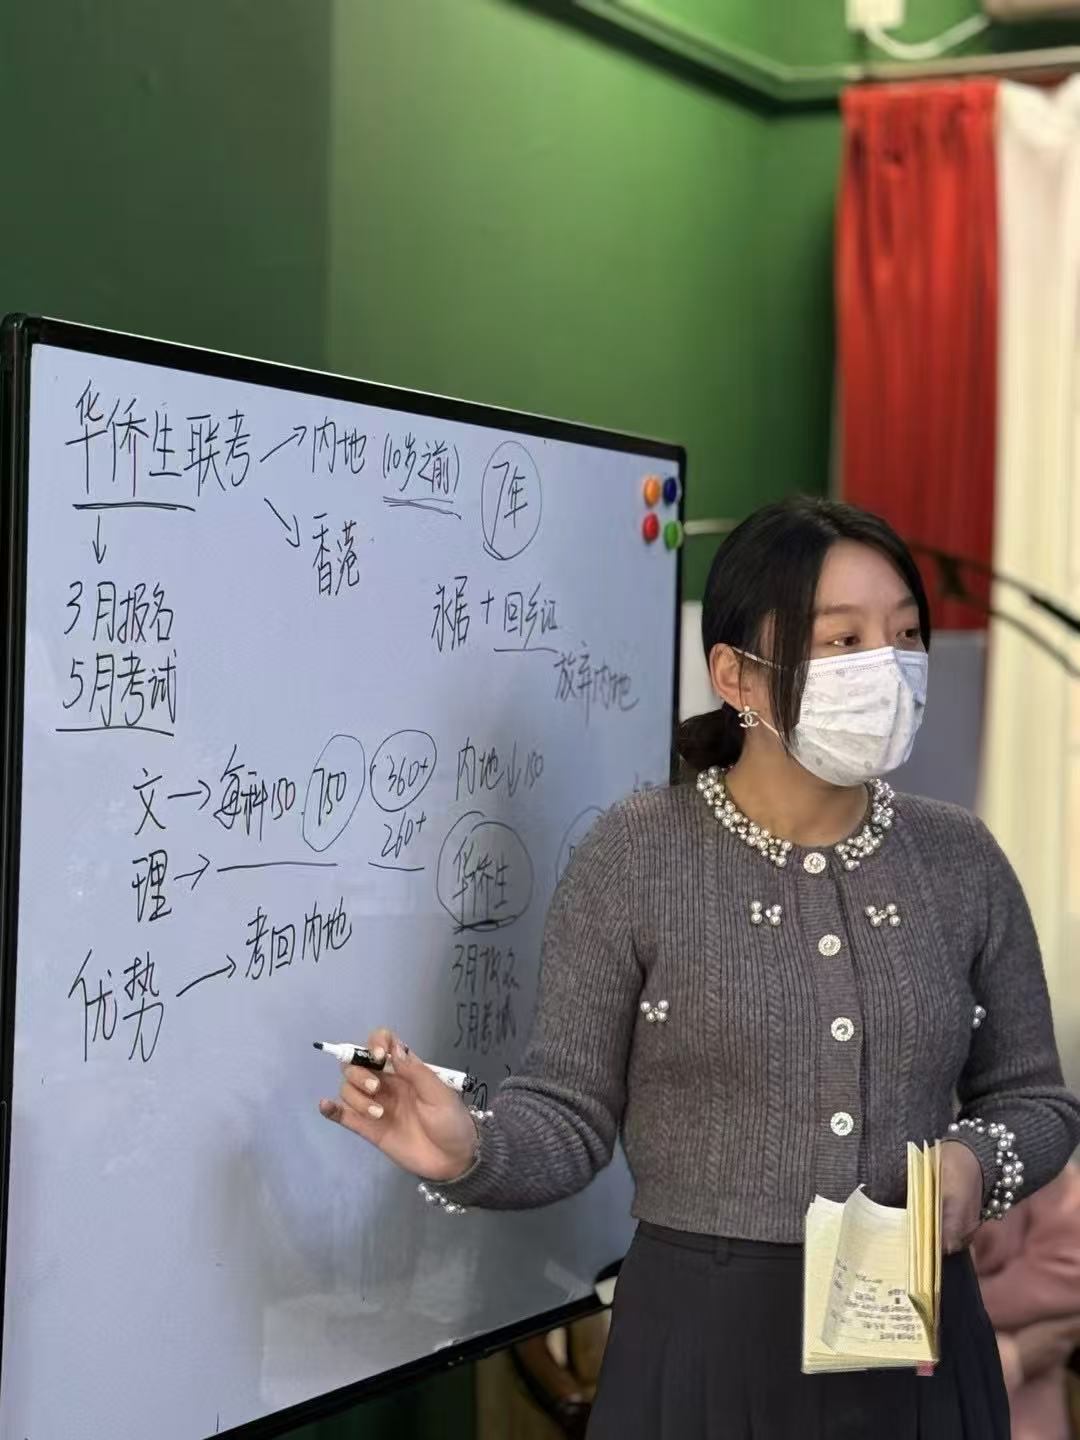 华侨生联考 → 内地 (10岁之前) 7年
↘ 香港
↓
3月报名
5月考试
永居 + 回乡证
放弃内地
文 → 每科150 750 360+ 内地
理 → 260+
华侨生
优势 → 考回内地
3月
5月考试